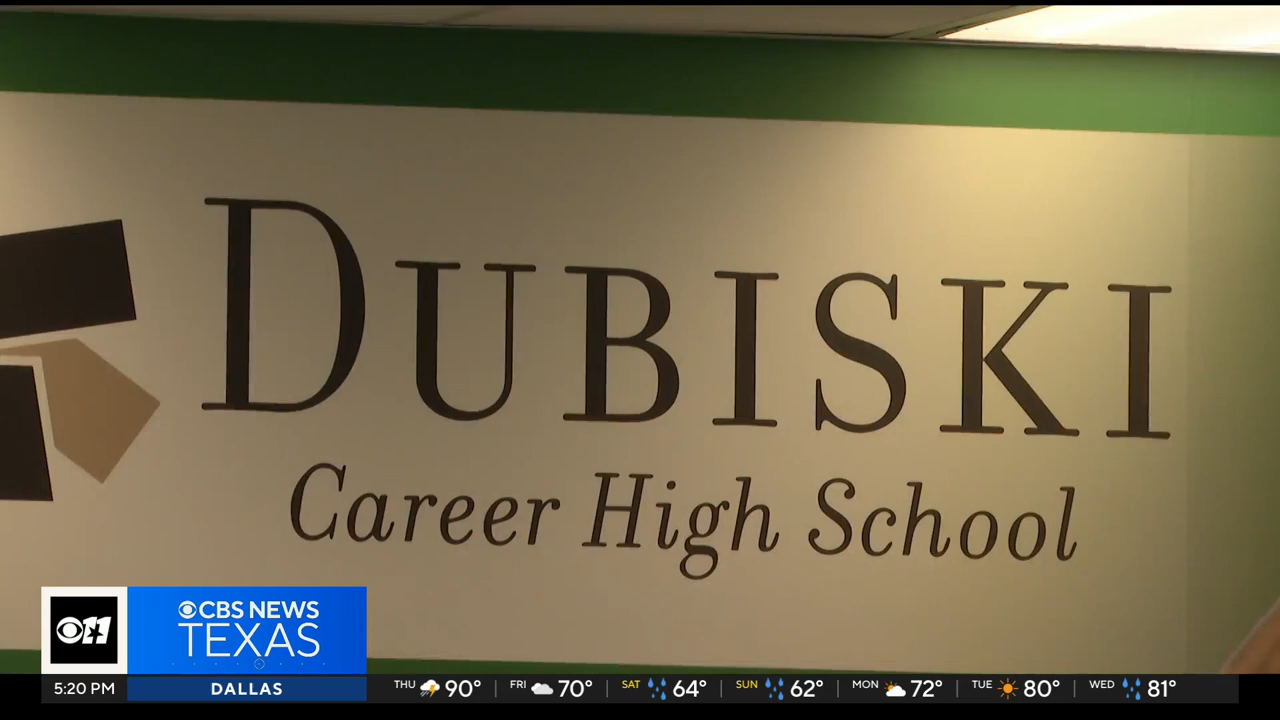 DUBISKI
Career High School
11
CBS NEWS
TEXAS
5:20 PM
DALLAS
THU 90° FRI 70° SAT 64° SUN 62° MON 72° TUE 80° WED 81°